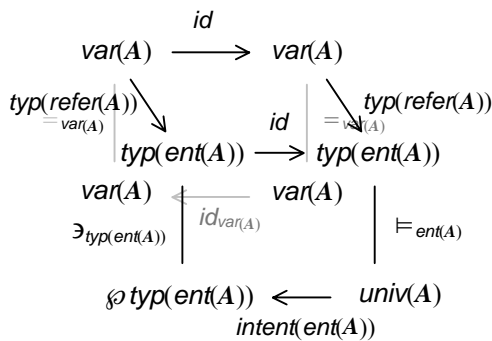 id
var(A) var(A)
typ(refer(A)) typ(refer(A))
=var(A) id =var(A)
typ(ent(A)) typ(ent(A))
var(A) var(A)
∍typ(ent(A)) idvar(A) ⊨ent(A)
℘ typ(ent(A)) univ(A)
intent(ent(A))